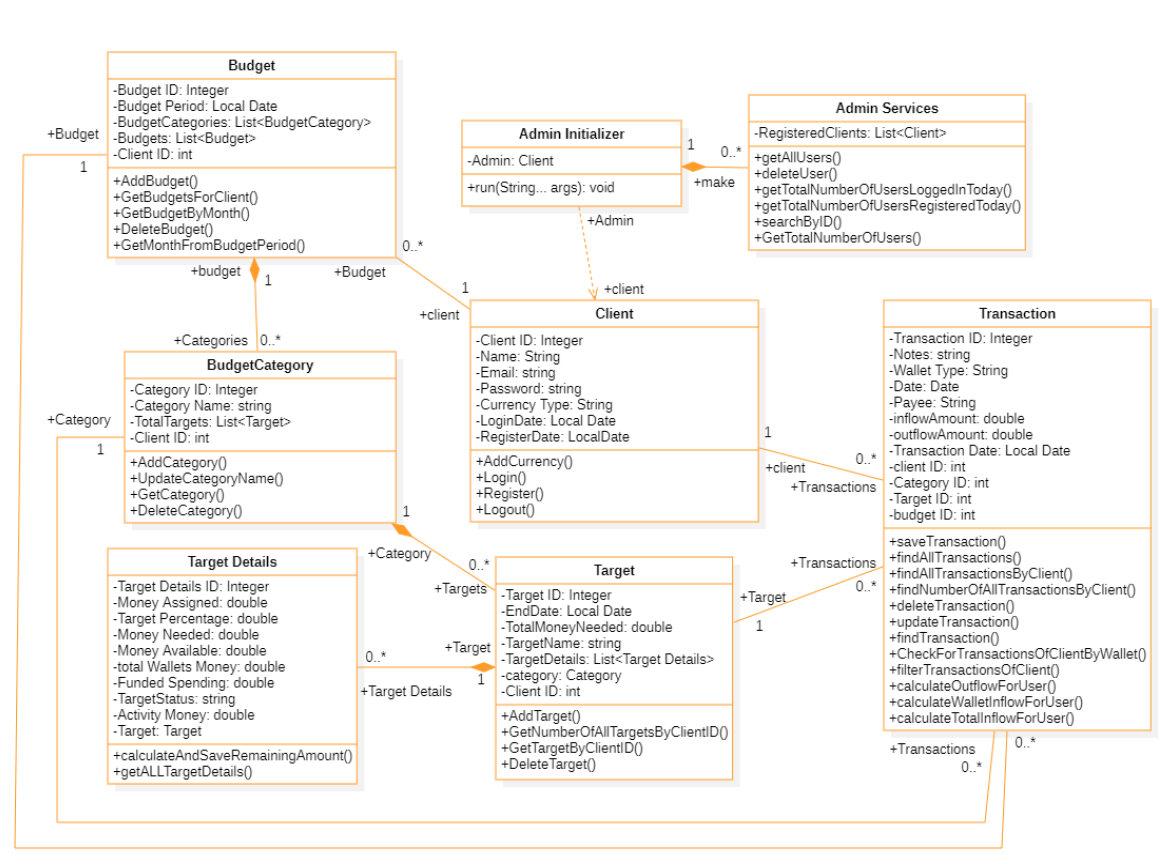 Budget
-Budget ID: Integer
-Budget Period: Local Date
-BudgetCategories: List<BudgetCategory>
-Budgets: List<Budget>
-Client ID: int
+AddBudget()
+GetBudgetsForClient()
+GetBudgetByMonth()
+DeleteBudget()
+GetMonthFromBudgetPeriod()
+Budget
1
Admin Initializer
-Admin: Client
+run(String... args): void
1
0..*
+make
Admin Services
-RegisteredClients: List<Client>
+getAllUsers()
+deleteUser()
+getTotalNumberOfUsersLoggedInToday()
+getTotalNumberOfUsersRegisteredToday()
+searchByID()
+GetTotalNumberOfUsers()
+Admin
+client
+budget
1
+Categories
0..*
0..*
+Budget
1
+client
BudgetCategory
-Category ID: Integer
-Category Name: string
-TotalTargets: List<Target>
-Client ID: int
+AddCategory()
+UpdateCategoryName()
+GetCategory()
+DeleteCategory()
+Category
1
Client
-Client ID: Integer
-Name: String
-Email: string
-Password: string
-Currency Type: String
-LoginDate: Local Date
-RegisterDate: LocalDate
+AddCurrency()
+Login()
+Register()
+Logout()
1
+client
0..*
+Transactions
Transaction
-Transaction ID: Integer
-Notes: string
-Wallet Type: String
-Date: Date
-Payee: String
-inflowAmount: double
-outflowAmount: double
-Transaction Date: Local Date
-client ID: int
-Category ID: int
-Target ID: int
-budget ID: int
+saveTransaction()
+findAllTransactions()
+findAllTransactionsByClient()
+findNumberOfAllTransactionsByClient()
+deleteTransaction()
+updateTransaction()
+findTransaction()
+CheckForTransactionsOfClientByWallet()
+filterTransactionsOfClient()
+calculateOutflowForUser()
+calculateWalletInflowForUser()
+calculateTotalInflowForUser()
1
+Category
0..*
+Targets
Target Details
-Target Details ID: Integer
-Money Assigned: double
-Target Percentage: double
-Money Needed: double
-Money Available: double
-total Wallets Money: double
-Funded Spending: double
-TargetStatus: string
-Activity Money: double
-Target: Target
+calculateAndSaveRemainingAmount()
+getALLTargetDetails()
0..*
+Target Details
+Target
1
Target
-Target ID: Integer
-EndDate: Local Date
-TotalMoneyNeeded: double
-TargetName: string
-TargetDetails: List<Target Details>
-category: Category
-Client ID: int
+AddTarget()
+GetNumberOfAllTargetsByClientID()
+GetTargetByClientID()
+DeleteTarget()
+Transactions
0..*
+Target
1
+Transactions
0..*
0..*